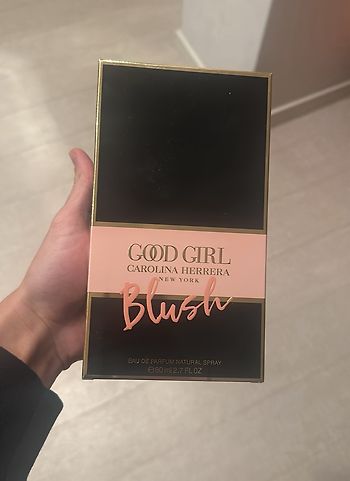 GOOD GIRL
CAROLINA HERRERA
NEW YORK
Blush
EAU DE PARFUM NATURAL SPRAY
℮80 ml 2.7 FL OZ